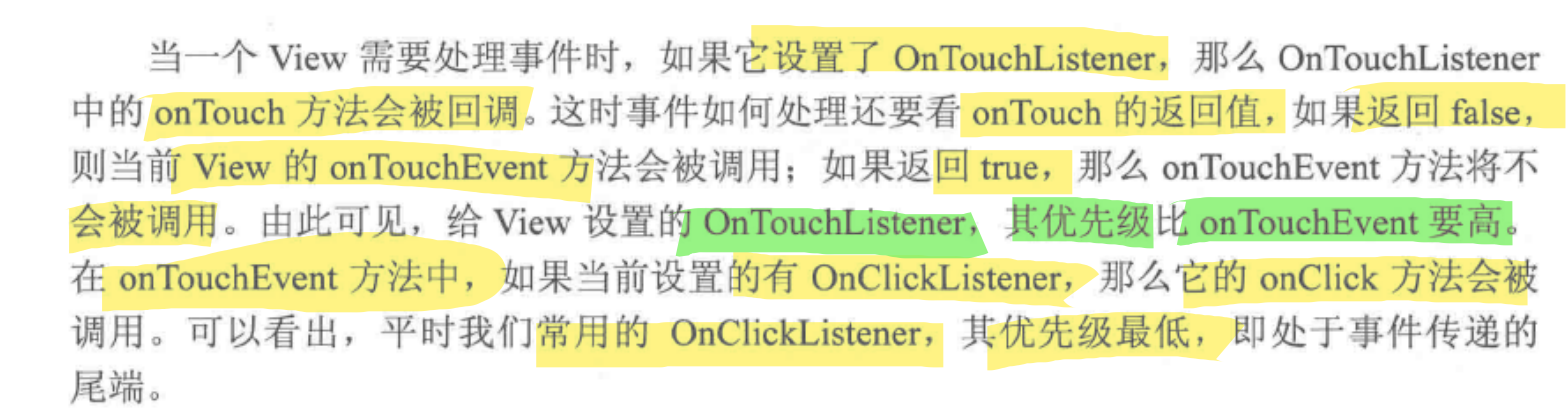 当一个 View 需要处理事件时，如果它设置了 OnTouchListener，那么 OnTouchListener
中的 onTouch 方法会被回调。这时事件如何处理还要看 onTouch 的返回值，如果返回 false，
则当前 View 的 onTouchEvent 方法会被调用；如果返回 true，那么 onTouchEvent 方法将不
会被调用。由此可见，给 View 设置的 OnTouchListener，其优先级比 onTouchEvent 要高。
在 onTouchEvent 方法中，如果当前设置的有 OnClickListener，那么它的 onClick 方法会被
调用。可以看出，平时我们常用的 OnClickListener，其优先级最低，即处于事件传递的
尾端。